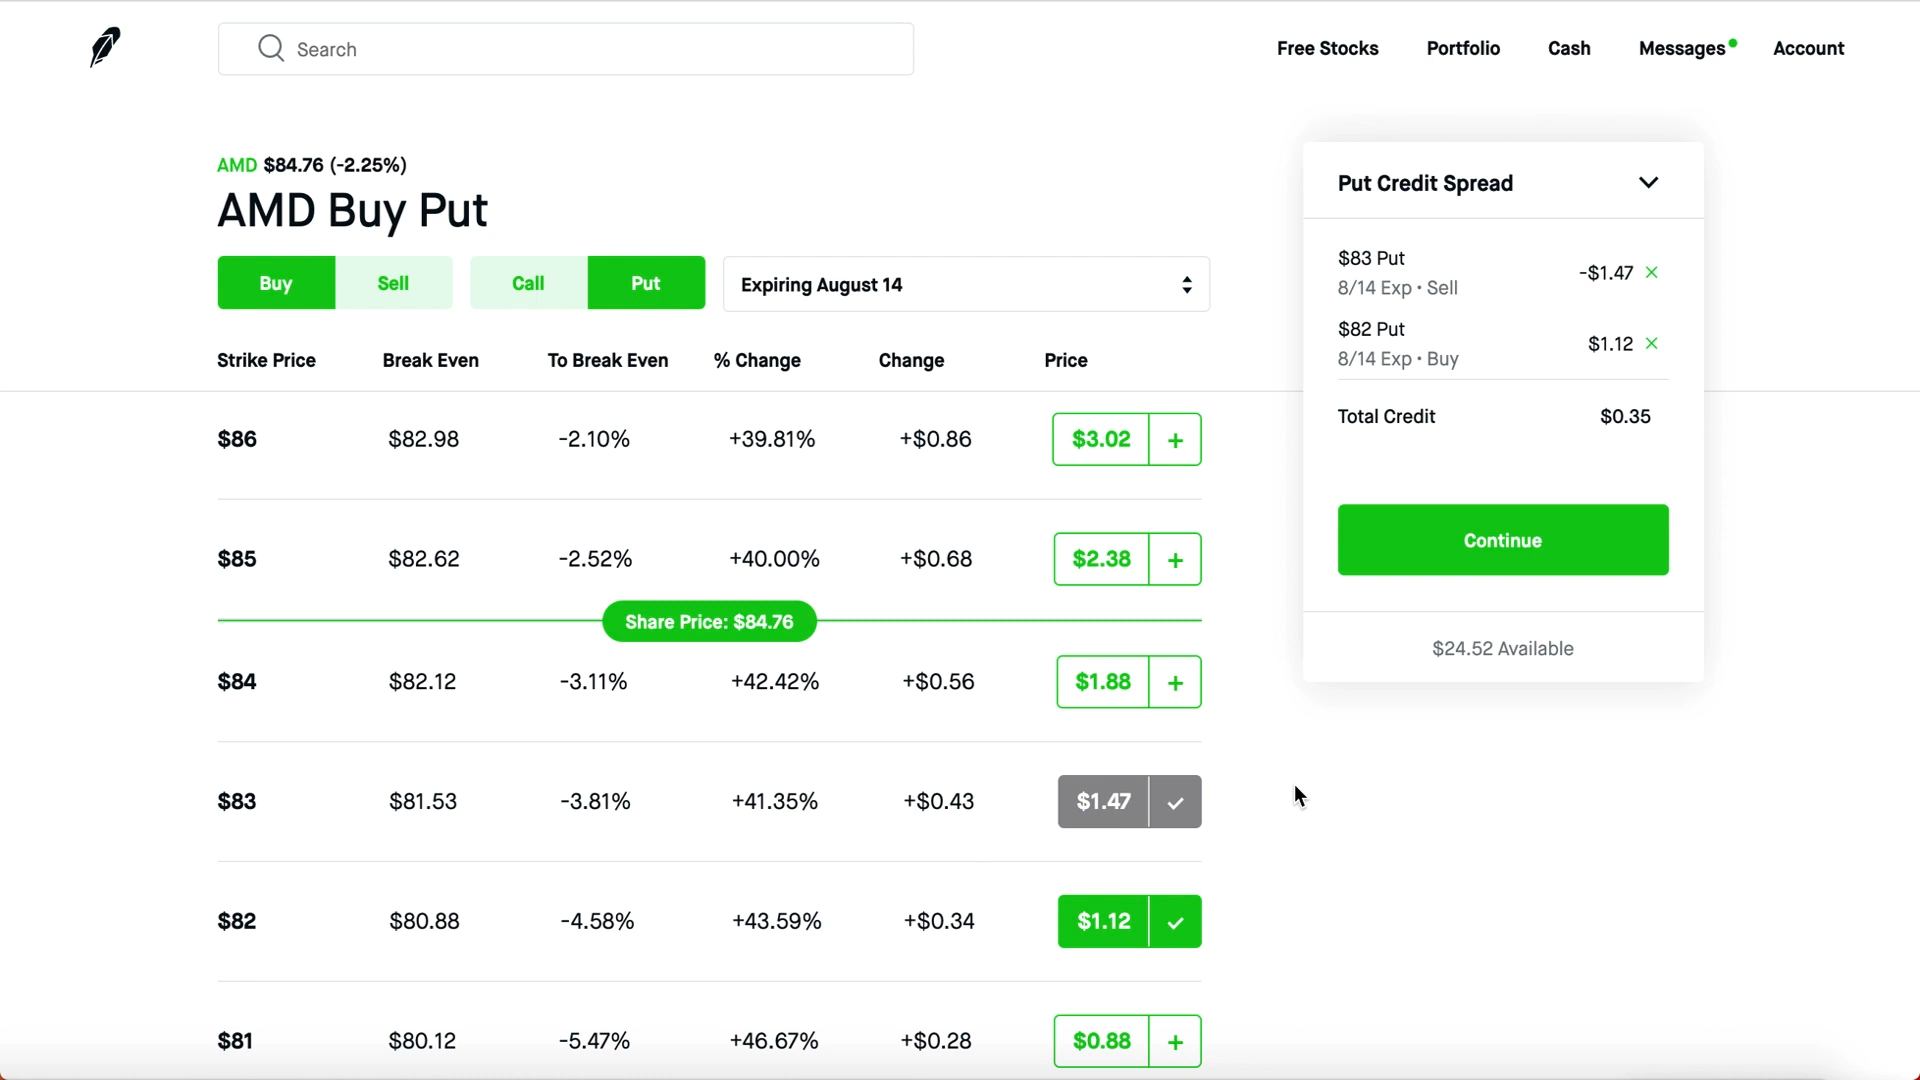 Search
Free Stocks Portfolio Cash Messages Account
AMD $84.76 (-2.25%)
AMD Buy Put
Buy Sell Call Put Expiring August 14
Strike Price Break Even To Break Even % Change Change Price
$86 $82.98 -2.10% +39.81% +$0.86 $3.02 +
$85 $82.62 -2.52% +40.00% +$0.68 $2.38 +
Share Price: $84.76
$84 $82.12 -3.11% +42.42% +$0.56 $1.88 +
$83 $81.53 -3.81% +41.35% +$0.43 $1.47
$82 $80.88 -4.58% +43.59% +$0.34 $1.12
$81 $80.12 -5.47% +46.67% +$0.28 $0.88 +
Put Credit Spread
$83 Put
-$1.47
8/14 Exp • Sell
$82 Put
$1.12
8/14 Exp • Buy
Total Credit $0.35
Continue
$24.52 Available